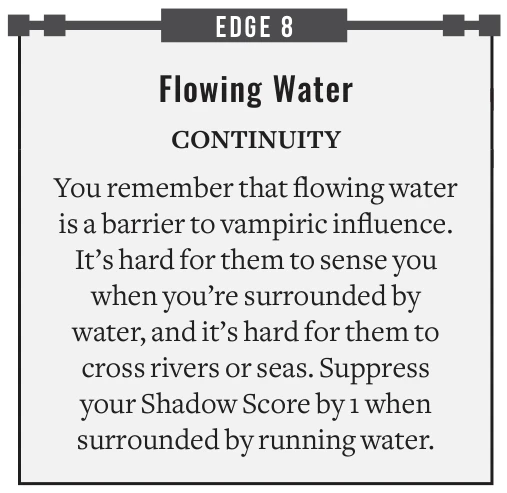 EDGE 8
Flowing Water
CONTINUITY
You remember that flowing water
is a barrier to vampiric influence.
It's hard for them to sense you
when you're surrounded by
water, and it's hard for them to
cross rivers or seas. Suppress
your Shadow Score by 1 when
surrounded by running water.